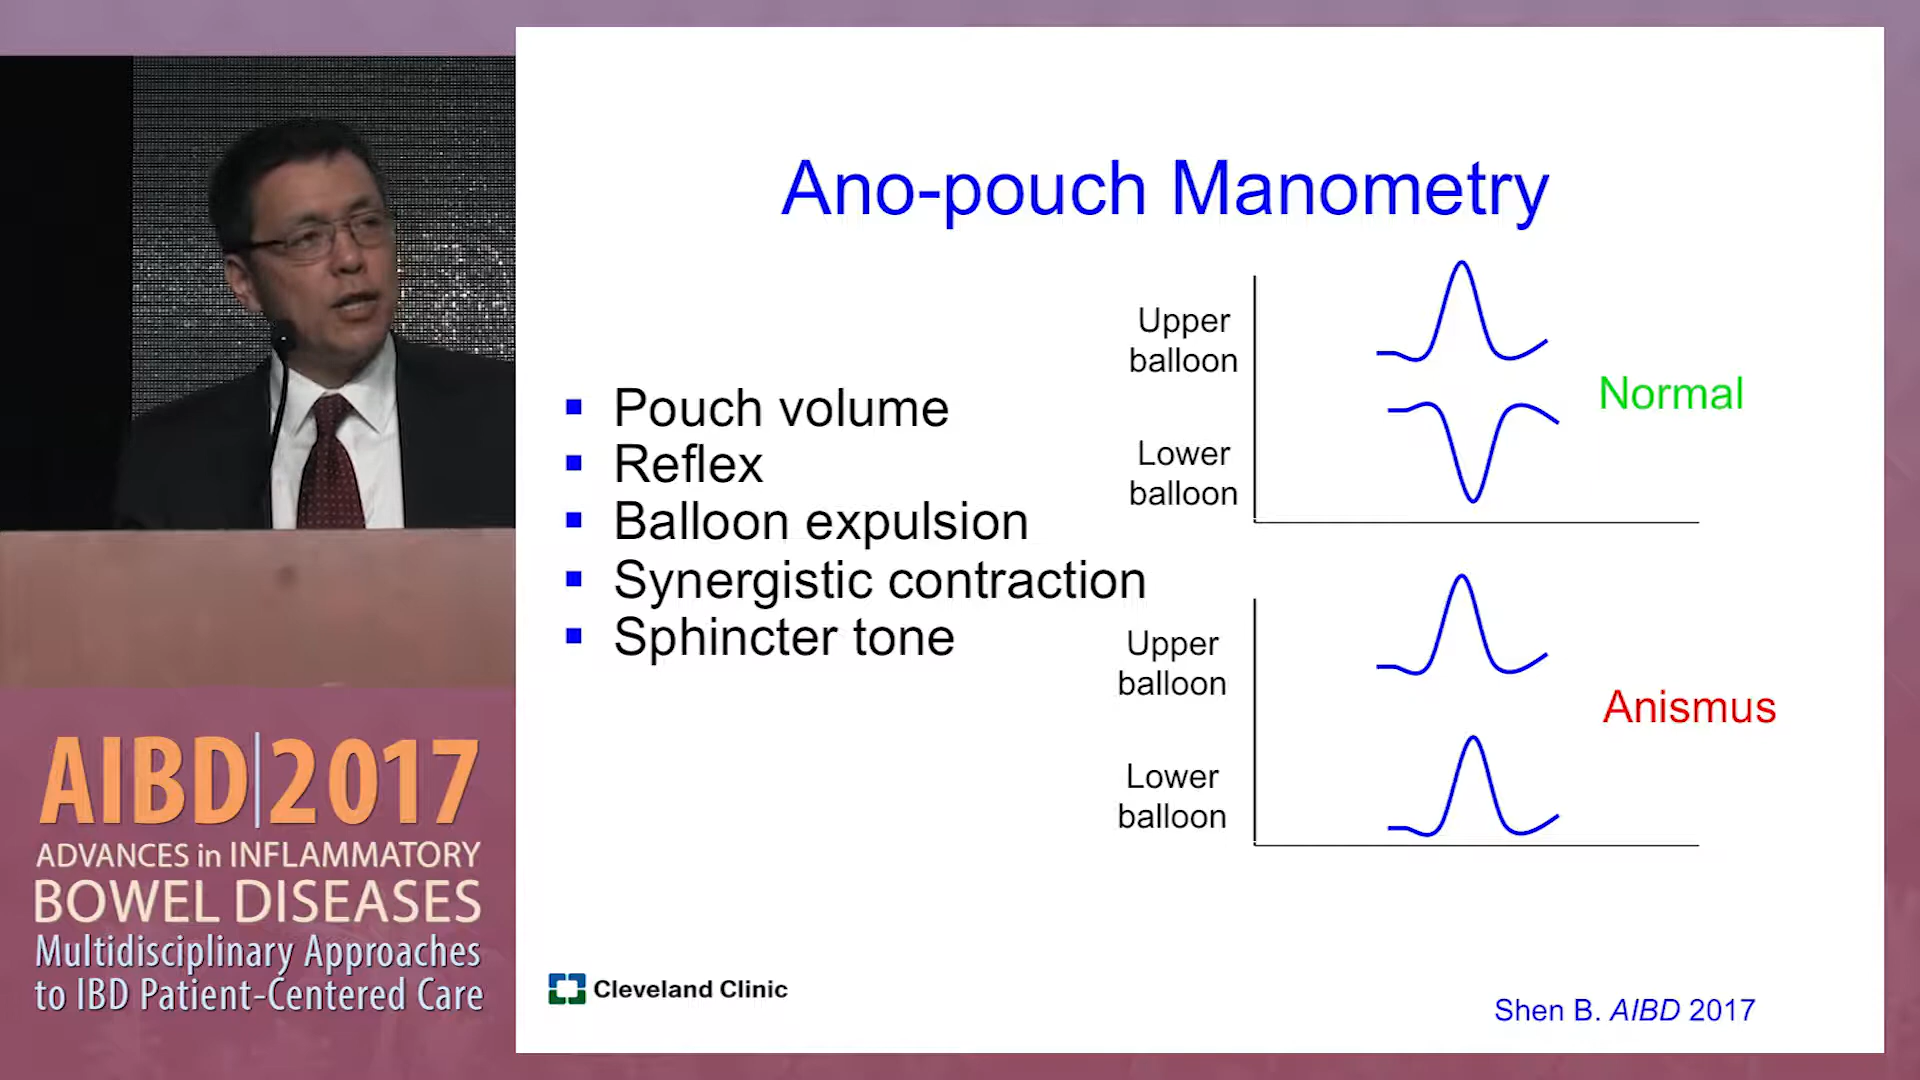 Ano-pouch Manometry
Pouch volume
Reflex
Balloon expulsion
Synergistic contraction
Sphincter tone
Upper
balloon
Lower
balloon
Normal
Upper
balloon
Lower
balloon
Anismus
AIBD|2017
ADVANCES in INFLAMMATORY
BOWEL DISEASES
Multidisciplinary Approaches
to IBD Patient-Centered Care
Cleveland Clinic
Shen B. AIBD 2017